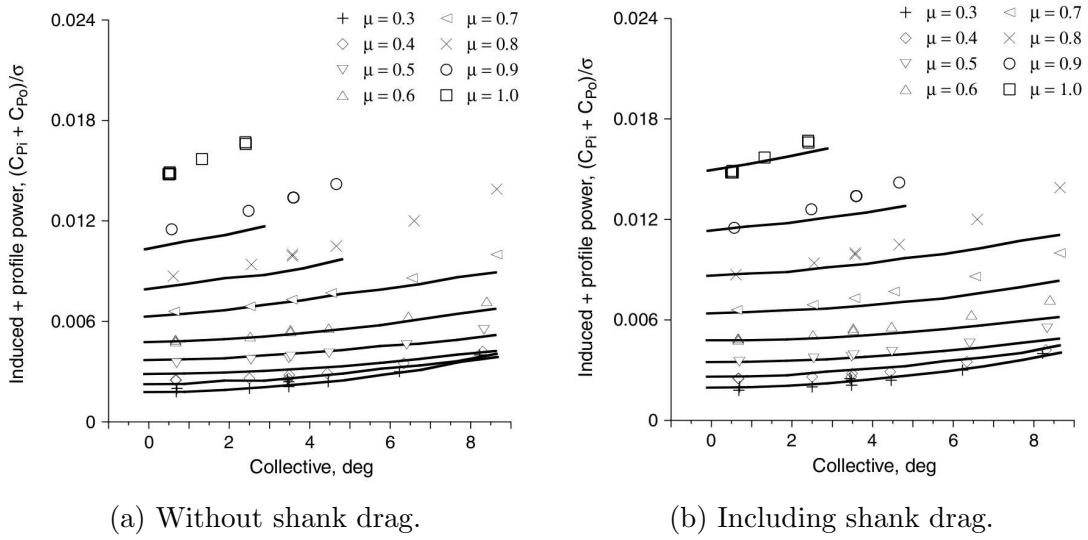 Induced + profile power, (CPi + CPo)/σ
0.024
0.018
0.012
0.006
0
0 2 4 6 8
Collective, deg
μ = 0.3
μ = 0.4
μ = 0.5
μ = 0.6
μ = 0.7
μ = 0.8
μ = 0.9
μ = 1.0
(a) Without shank drag.
Induced + profile power, (CPi + CPo)/σ
0.024
0.018
0.012
0.006
0
0 2 4 6 8
Collective, deg
μ = 0.3
μ = 0.4
μ = 0.5
μ = 0.6
μ = 0.7
μ = 0.8
μ = 0.9
μ = 1.0
(b) Including shank drag.